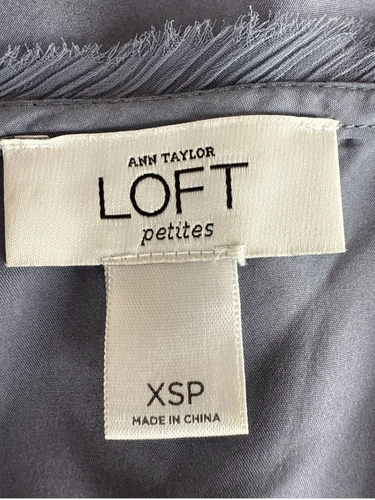 ANN TAYLOR
LOFT
petites
XSP
MADE IN CHINA